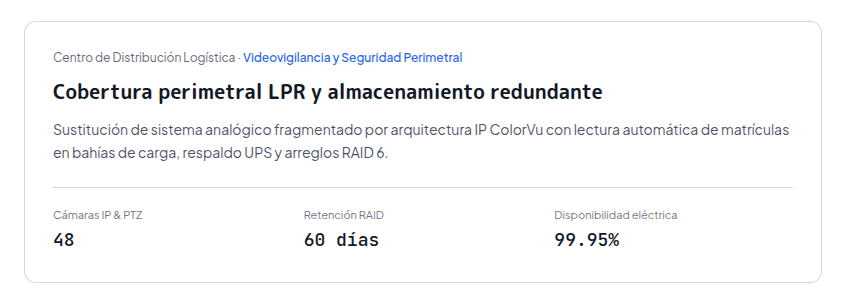 Centro de Distribución Logística · Videovigilancia y Seguridad Perimetral
Cobertura perimetral LPR y almacenamiento redundante
Sustitución de sistema analógico fragmentado por arquitectura IP ColorVu con lectura automática de matrículas
en bahías de carga, respaldo UPS y arreglos RAID 6.
Cámaras IP & PTZ
48
Retención RAID
60 días
Disponibilidad eléctrica
99.95%